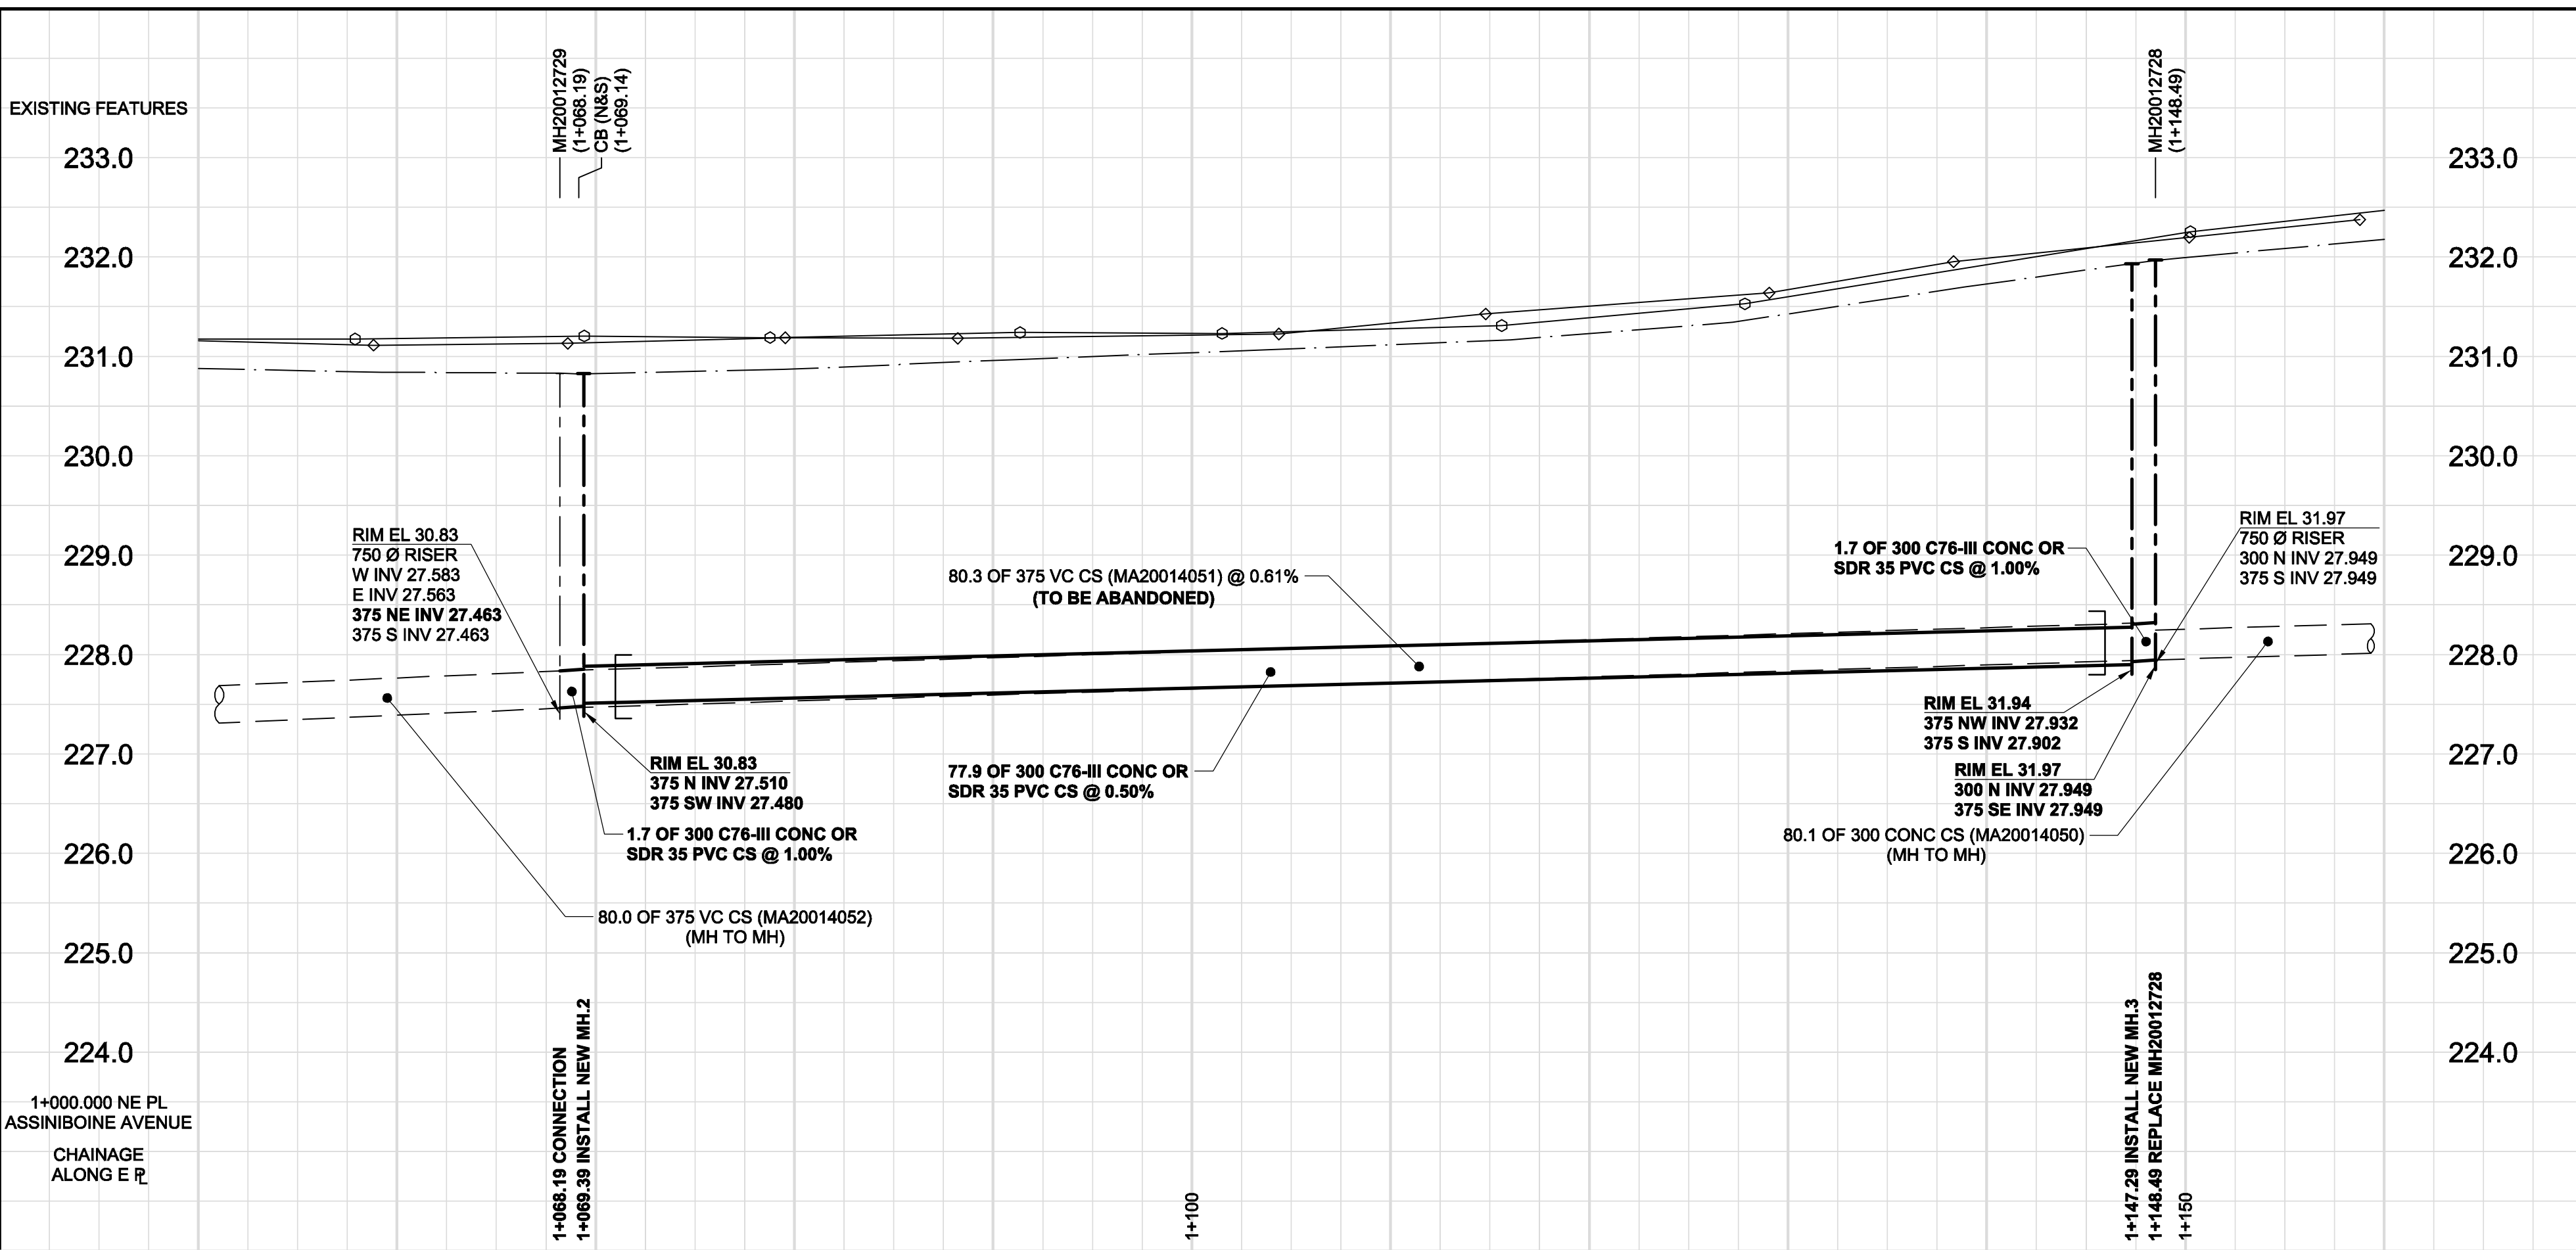 MH20012729
(1+068.19)
CB (N&S)
(1+069.14)
MH20012728
(1+148.49)
EXISTING FEATURES
233.0
233.0
232.0
232.0
231.0
231.0
230.0
230.0
229.0
229.0
228.0
228.0
227.0
227.0
226.0
226.0
225.0
225.0
224.0
224.0
RIM EL 30.83
750 Ø RISER
W INV 27.583
E INV 27.563
375 NE INV 27.463
375 S INV 27.463
80.3 OF 375 VC CS (MA20014051) @ 0.61%
(TO BE ABANDONED)
1.7 OF 300 C76-III CONC OR
SDR 35 PVC CS @ 1.00%
RIM EL 31.97
750 Ø RISER
300 N INV 27.949
375 S INV 27.949
RIM EL 30.83
375 N INV 27.510
375 SW INV 27.480
1.7 OF 300 C76-III CONC OR
SDR 35 PVC CS @ 1.00%
77.9 OF 300 C76-III CONC OR
SDR 35 PVC CS @ 0.50%
RIM EL 31.94
375 NW INV 27.932
375 S INV 27.902
RIM EL 31.97
300 N INV 27.949
375 SE INV 27.949
80.1 OF 300 CONC CS (MA20014050)
(MH TO MH)
80.0 OF 375 VC CS (MA20014052)
(MH TO MH)
1+000.000 NE PL
ASSINIBOINE AVENUE
CHAINAGE
ALONG E PL
1+068.19 CONNECTION
1+069.39 INSTALL NEW MH.2
1+100
1+147.29 INSTALL NEW MH.3
1+148.49 REPLACE MH20012728
1+150